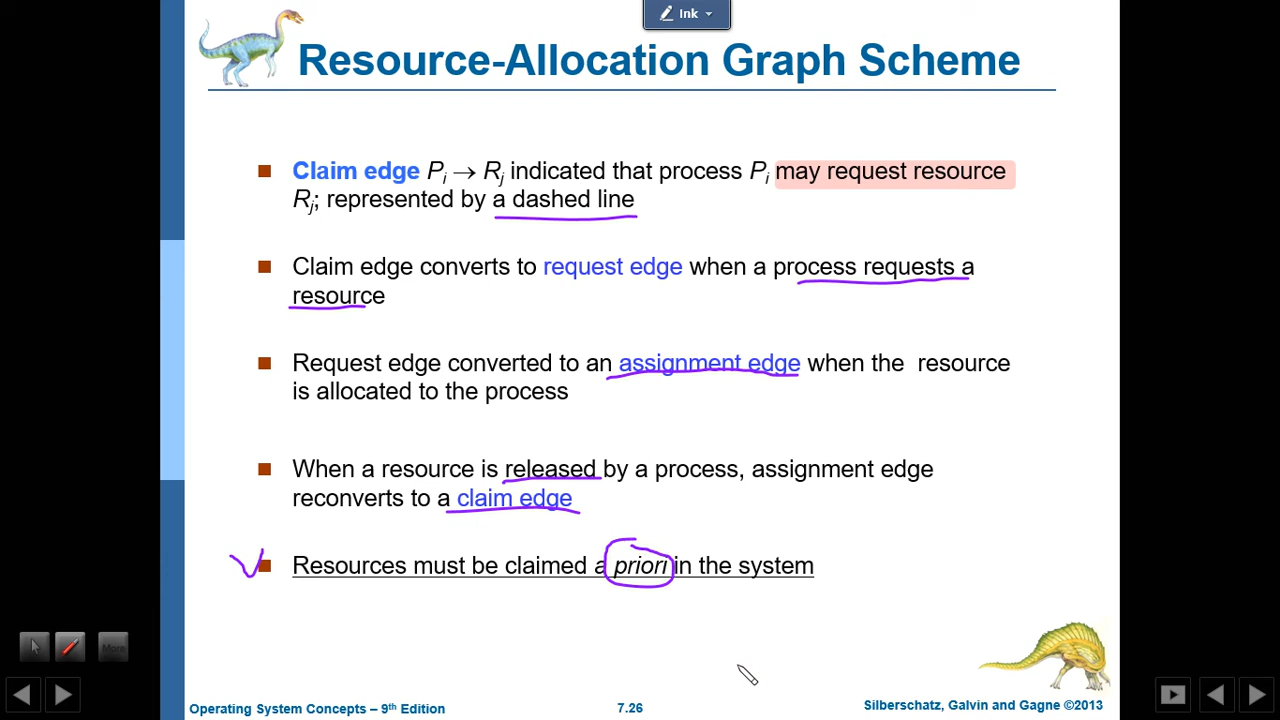 Ink
Resource-Allocation Graph Scheme
Claim edge Pi → Rj indicated that process Pi may request resource
Rj; represented by a dashed line
Claim edge converts to request edge when a process requests a
resource
Request edge converted to an assignment edge when the resource
is allocated to the process
When a resource is released by a process, assignment edge
reconverts to a claim edge
Resources must be claimed a priori in the system
More
Operating System Concepts – 9th Edition
7.26
Silberschatz, Galvin and Gagne ©2013